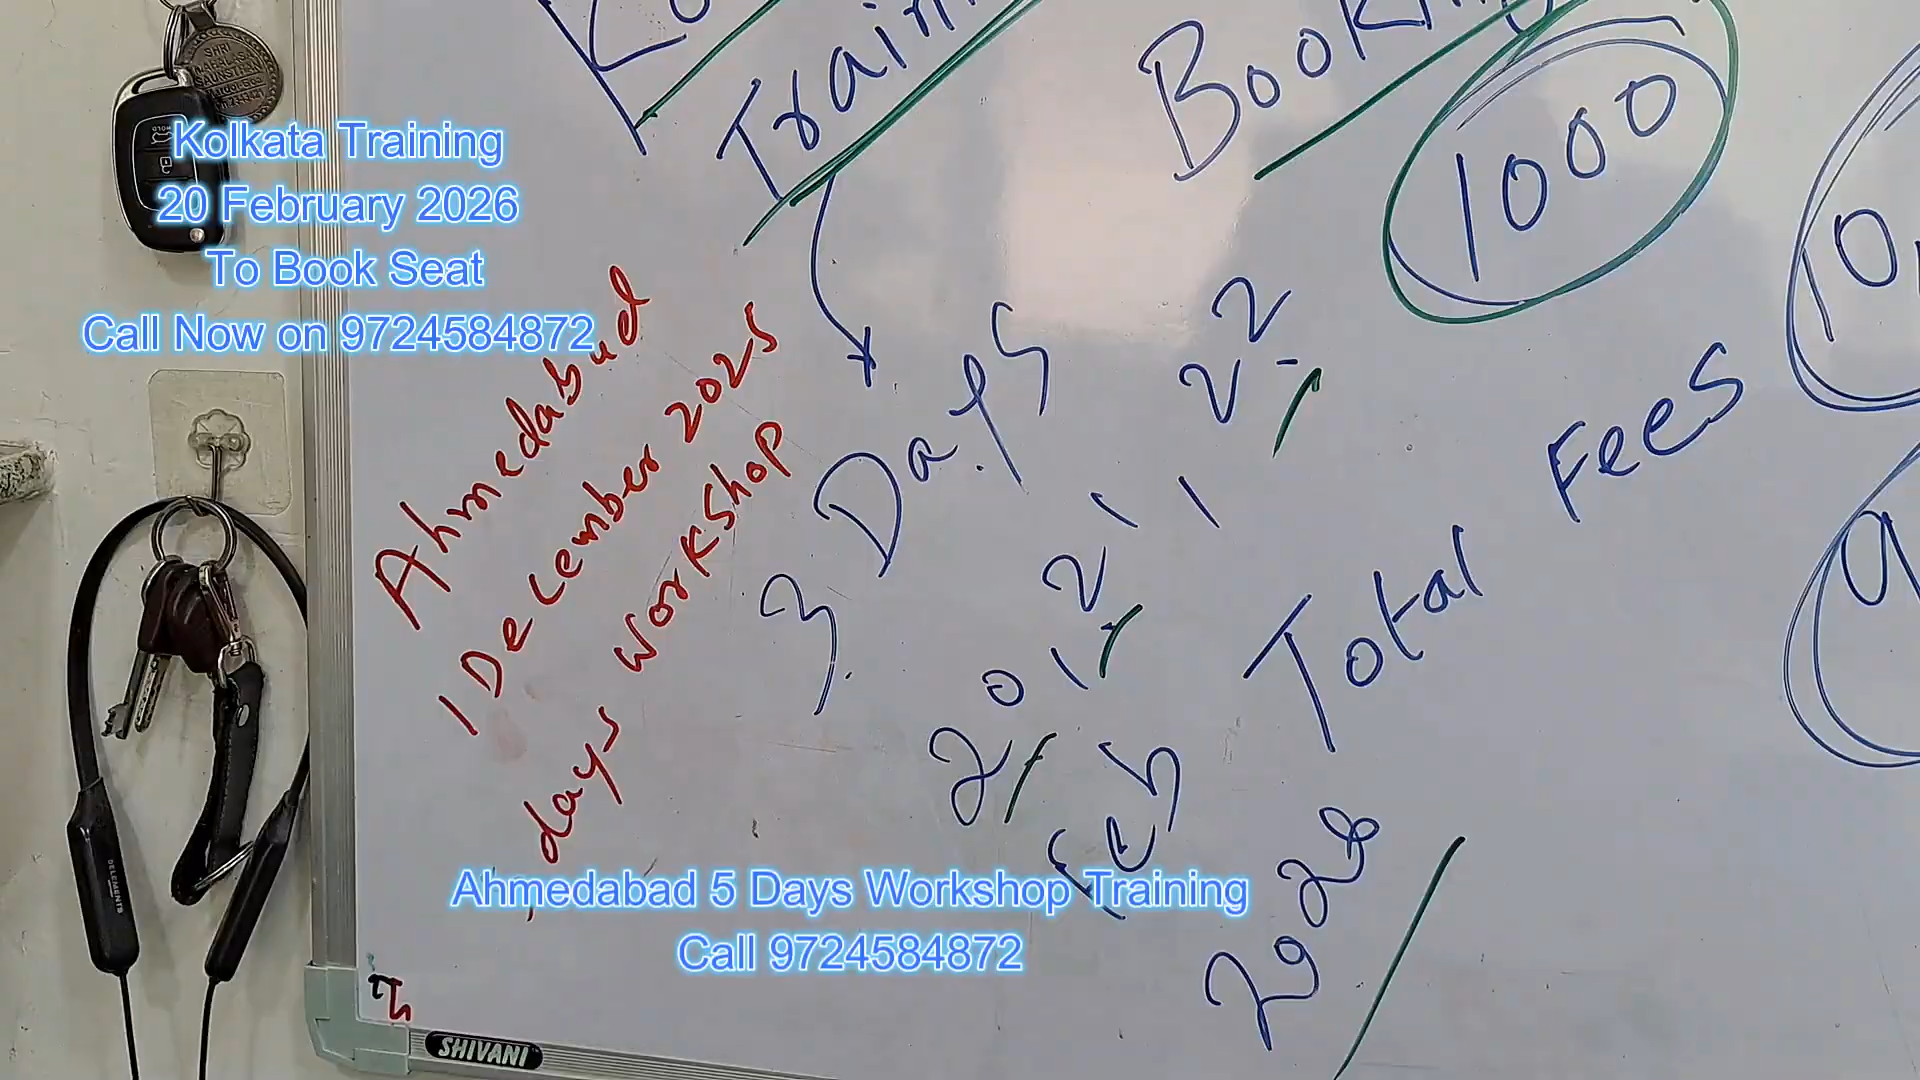 Training
Booking
1000
Kolkata Training
20 February 2026
To Book Seat
Call Now on 9724584872
Ahmedabad
1 December 2025
days workshop
3 Days
20, 21, 22
Feb
2026
Total Fees
Ahmedabad 5 Days Workshop Training
Call 9724584872
SHIVANI